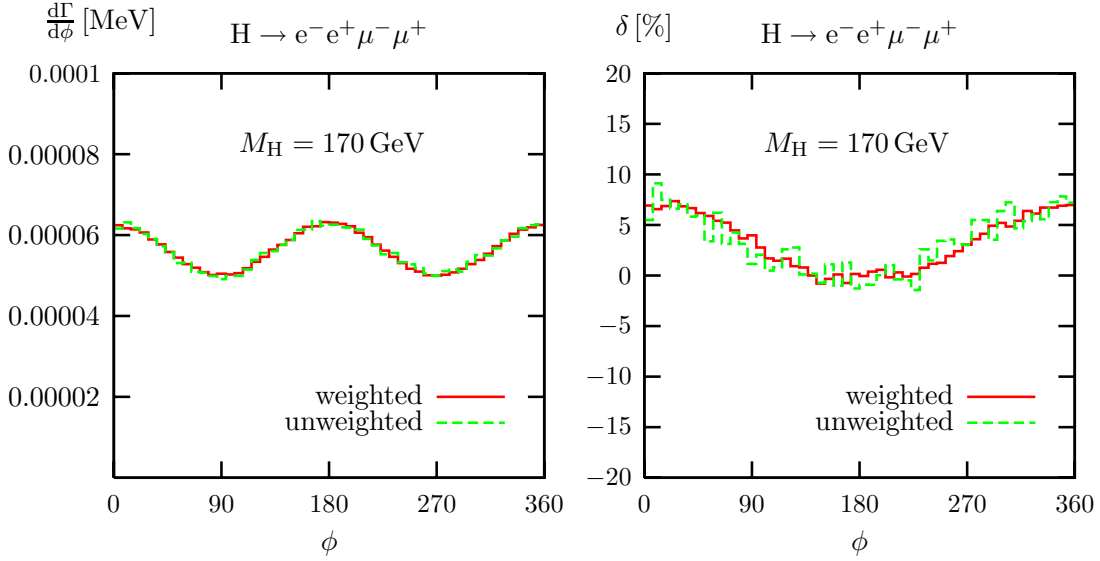 dΓ/dφ [MeV]
H → e⁻e⁺μ⁻μ⁺
0.0001
0.00008
0.00006
0.00004
0.00002
M_H = 170 GeV
weighted
unweighted
0 90 180 270 360
φ
δ [%]
H → e⁻e⁺μ⁻μ⁺
20
15
10
5
0
−5
−10
−15
−20
M_H = 170 GeV
weighted
unweighted
0 90 180 270 360
φ